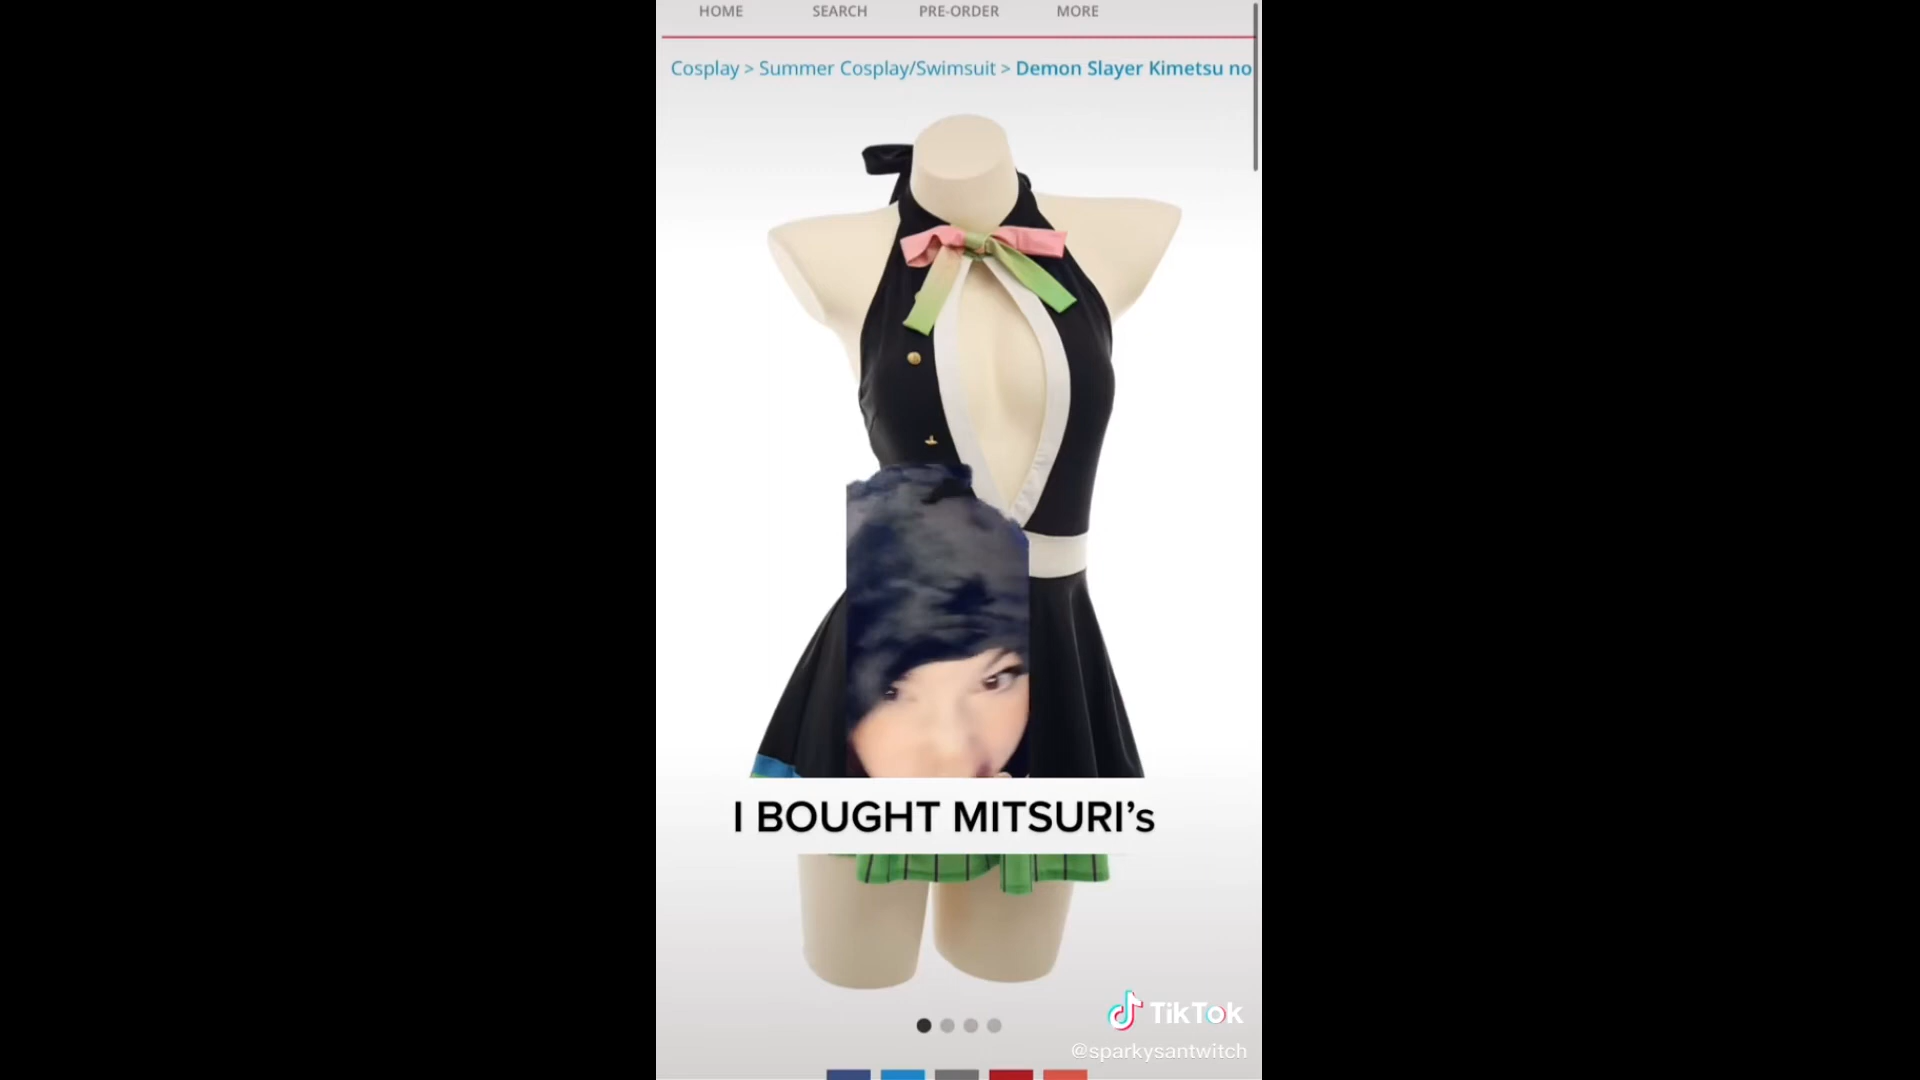 HOME SEARCH PRE-ORDER MORE
Cosplay > Summer Cosplay/Swimsuit > Demon Slayer Kimetsu no
I BOUGHT MITSURI's
TikTok
@sparkysantwitch